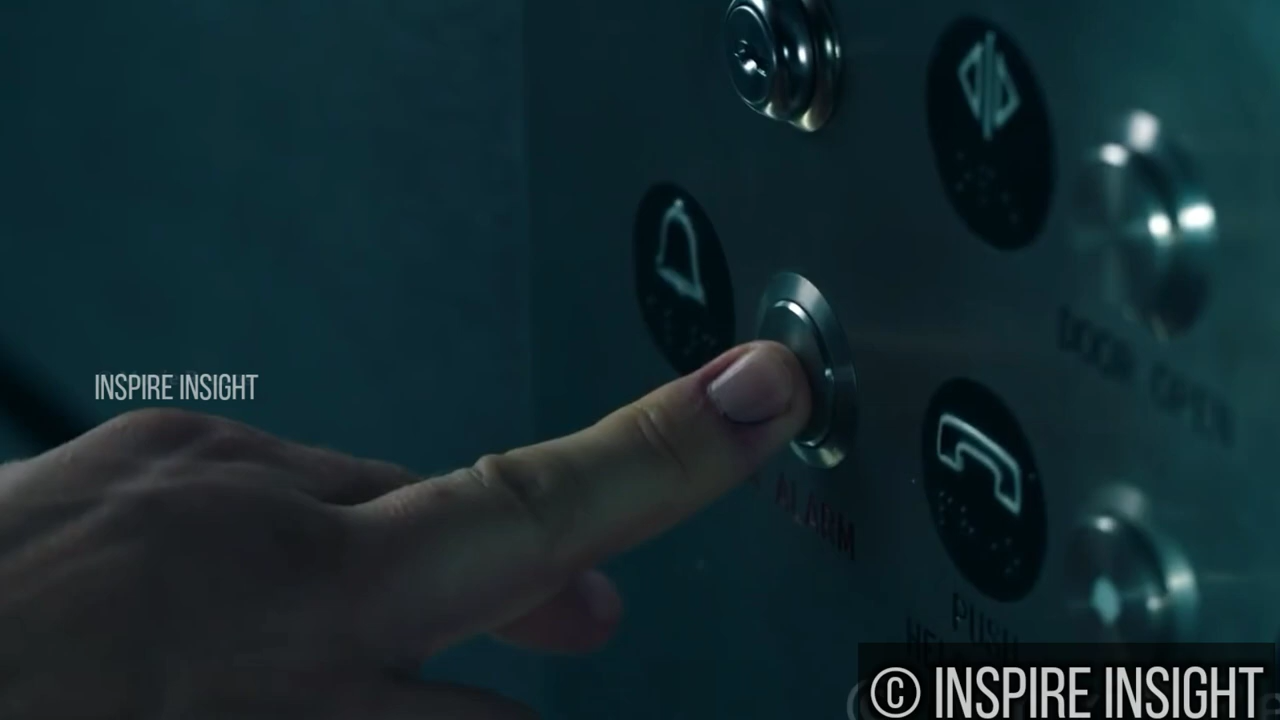 DOOR OPEN
INSPIRE INSIGHT
ALARM
PUSH
© INSPIRE INSIGHT